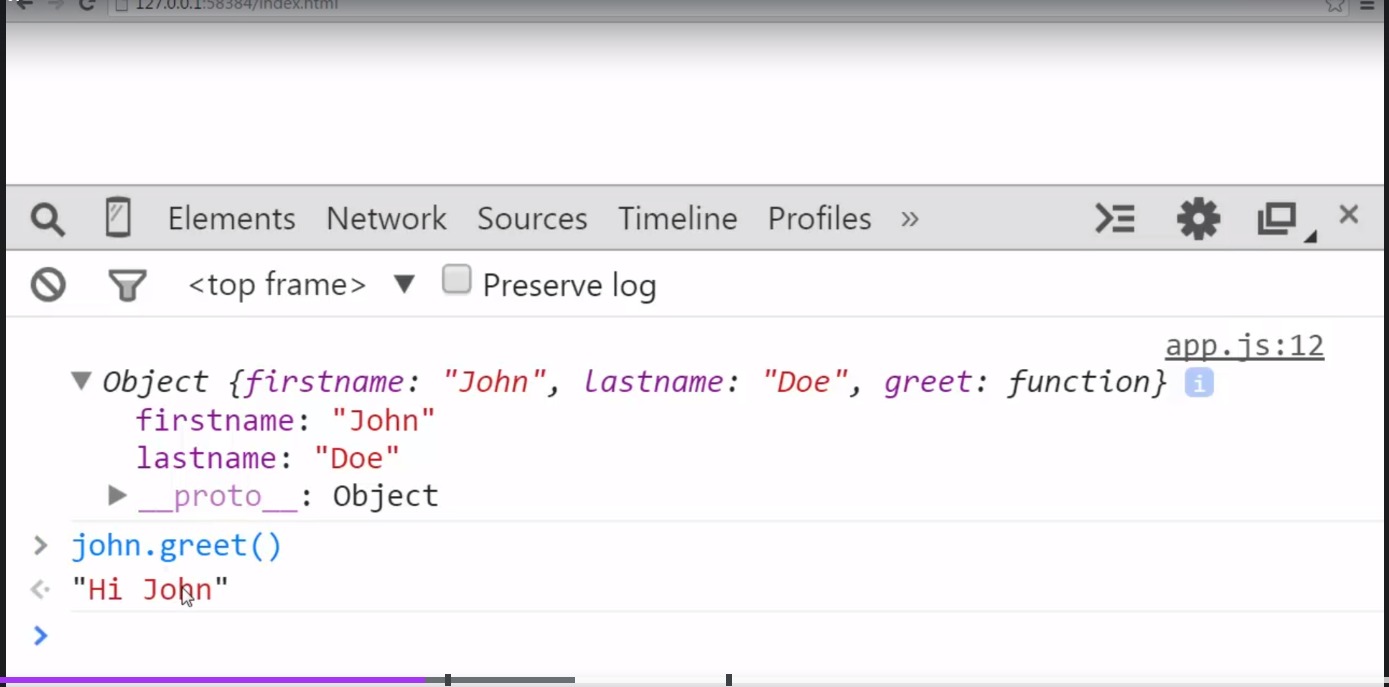 127.0.0.1:58384/index.html
Elements Network Sources Timeline Profiles »
<top frame> ▼ Preserve log
app.js:12
▼ Object {firstname: "John", lastname: "Doe", greet: function} i
firstname: "John"
lastname: "Doe"
▶ __proto__: Object
> john.greet()
"Hi John"
>